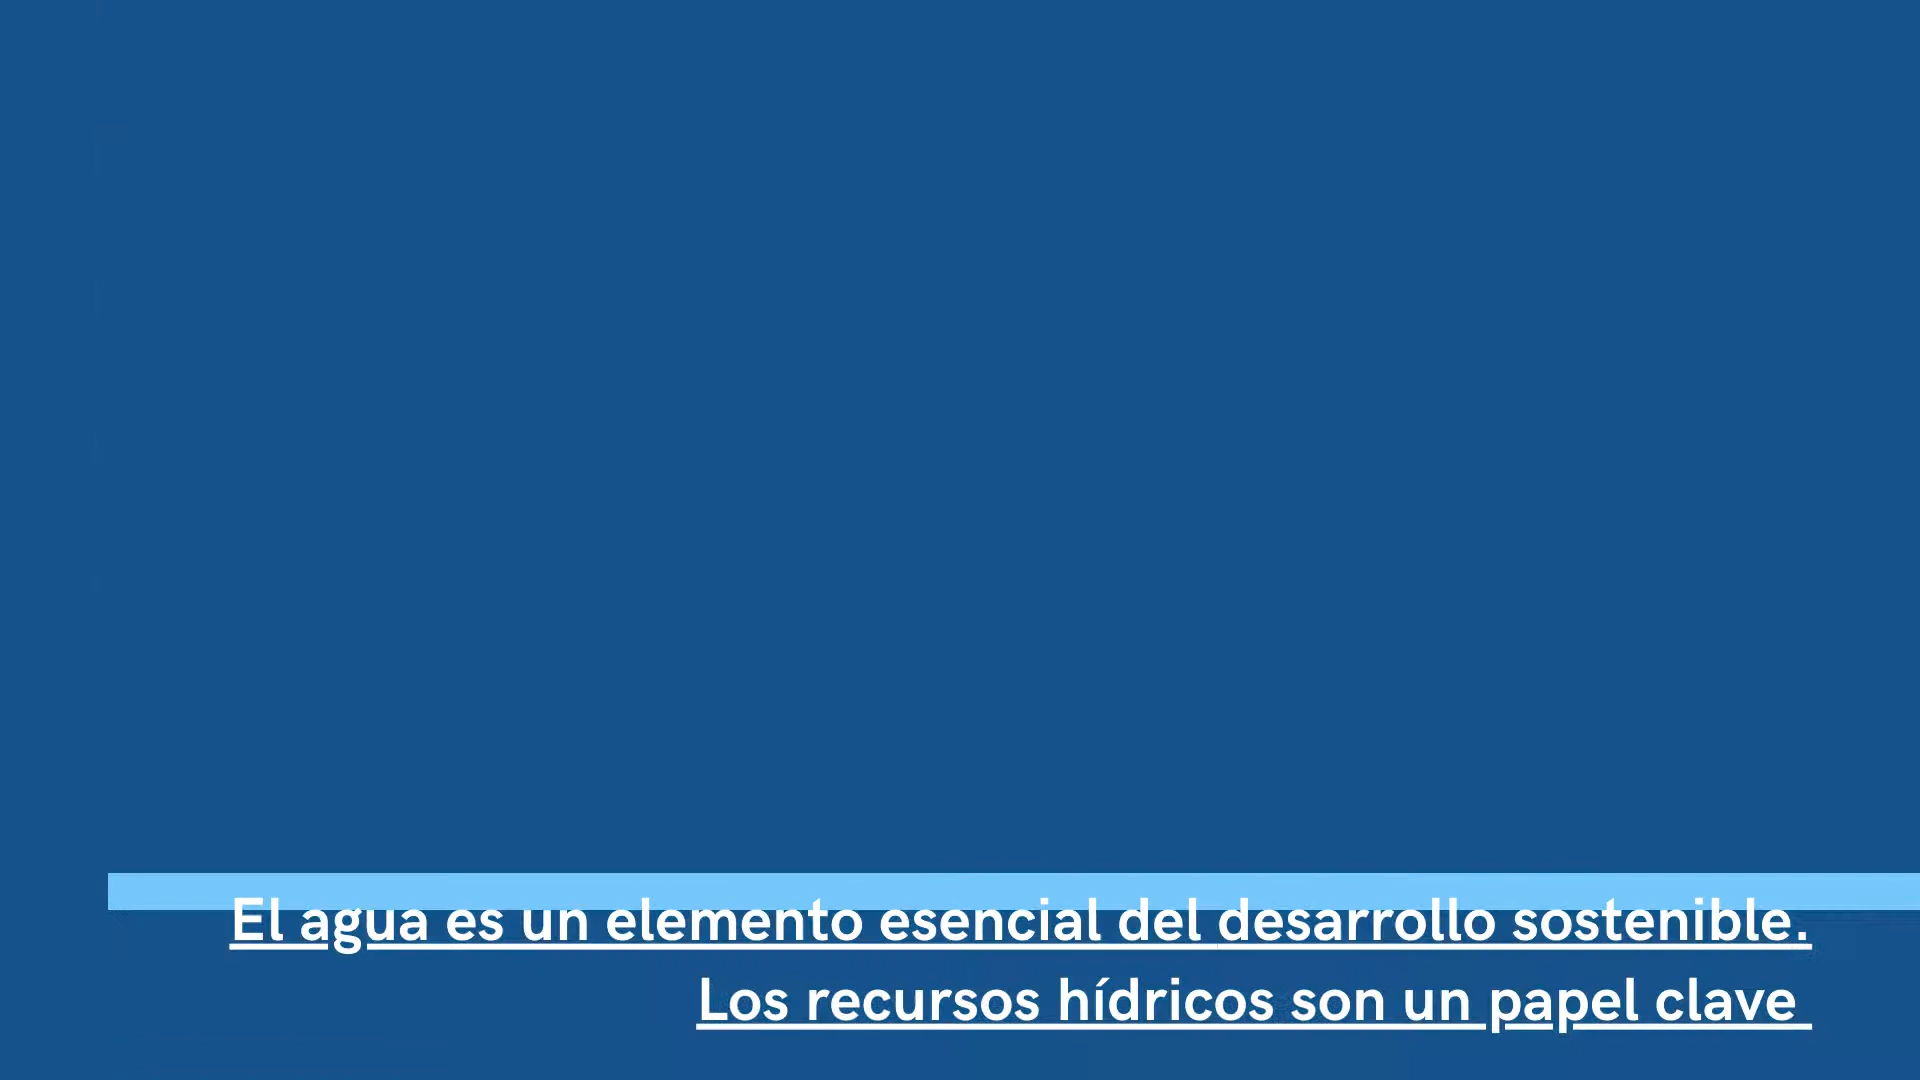 El agua es un elemento esencial del desarrollo sostenible.
Los recursos hídricos son un papel clave